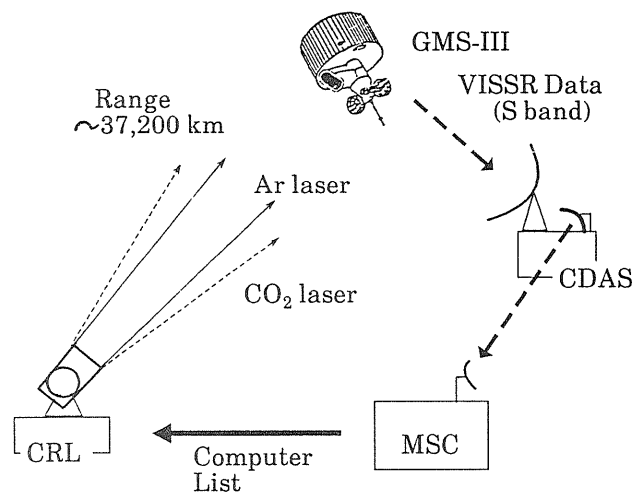 GMS-III
VISSR Data
(S band)
Range
~37,200 km
Ar laser
CO₂ laser
CDAS
MSC
CRL
Computer
List